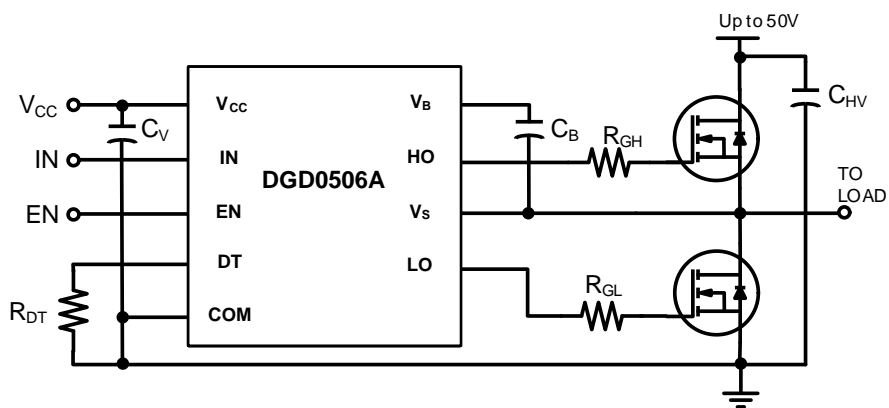 Up to 50V
VCC
CV
VCC
VB
CB
RGH
CHV
IN
IN
HO
DGD0506A
TO
LOAD
EN
EN
VS
DT
LO
RGL
RDT
COM